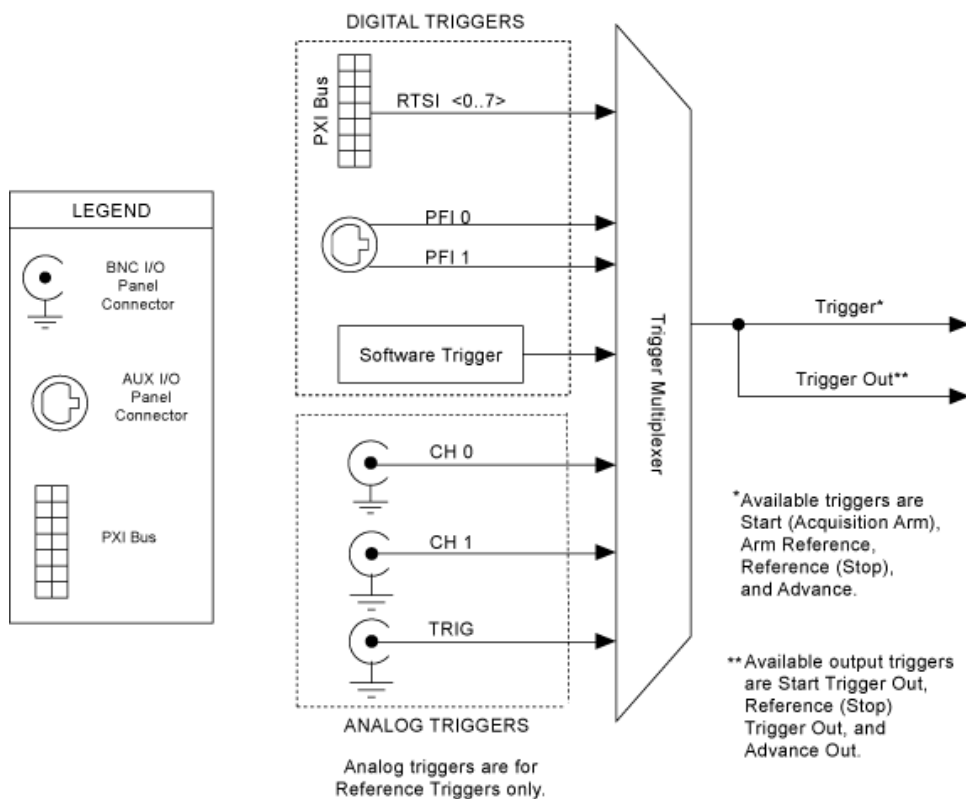 DIGITAL TRIGGERS
PXI Bus
RTSI <0..7>
PFI 0
PFI 1
Software Trigger
LEGEND
BNC I/O
Panel
Connector
AUX I/O
Panel
Connector
PXI Bus
CH 0
CH 1
TRIG
ANALOG TRIGGERS
Analog triggers are for
Reference Triggers only.
Trigger Multiplexer
Trigger*
Trigger Out**
*Available triggers are
Start (Acquisition Arm),
Arm Reference,
Reference (Stop),
and Advance.
**Available output triggers
are Start Trigger Out,
Reference (Stop)
Trigger Out, and
Advance Out.